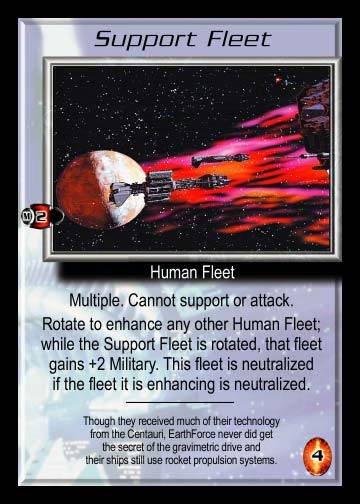 Support Fleet
M 2
Human Fleet
Multiple. Cannot support or attack.
Rotate to enhance any other Human Fleet;
while the Support Fleet is rotated, that fleet
gains +2 Military. This fleet is neutralized
if the fleet it is enhancing is neutralized.
Though they received much of their technology
from the Centauri, EarthForce never did get
the secret of the gravimetric drive and
their ships still use rocket propulsion systems.
4